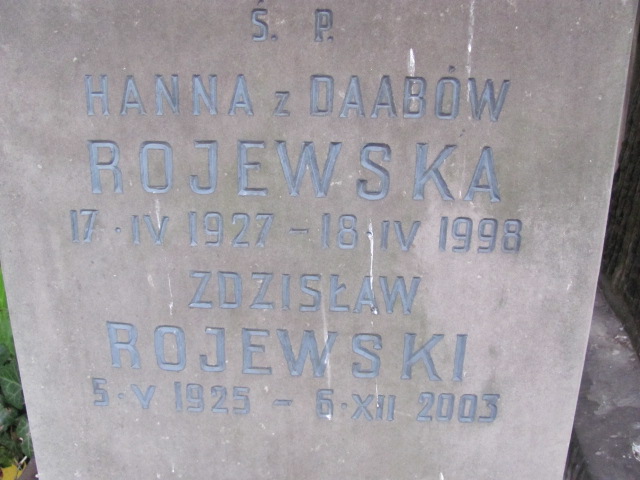 Ś. P.
HANNA z DAABÓW
ROJEWSKA
17 · IV 1927 – 18 · IV 1998
ZDZISŁAW
ROJEWSKI
5 · V 1925 – 6 · XII 2003